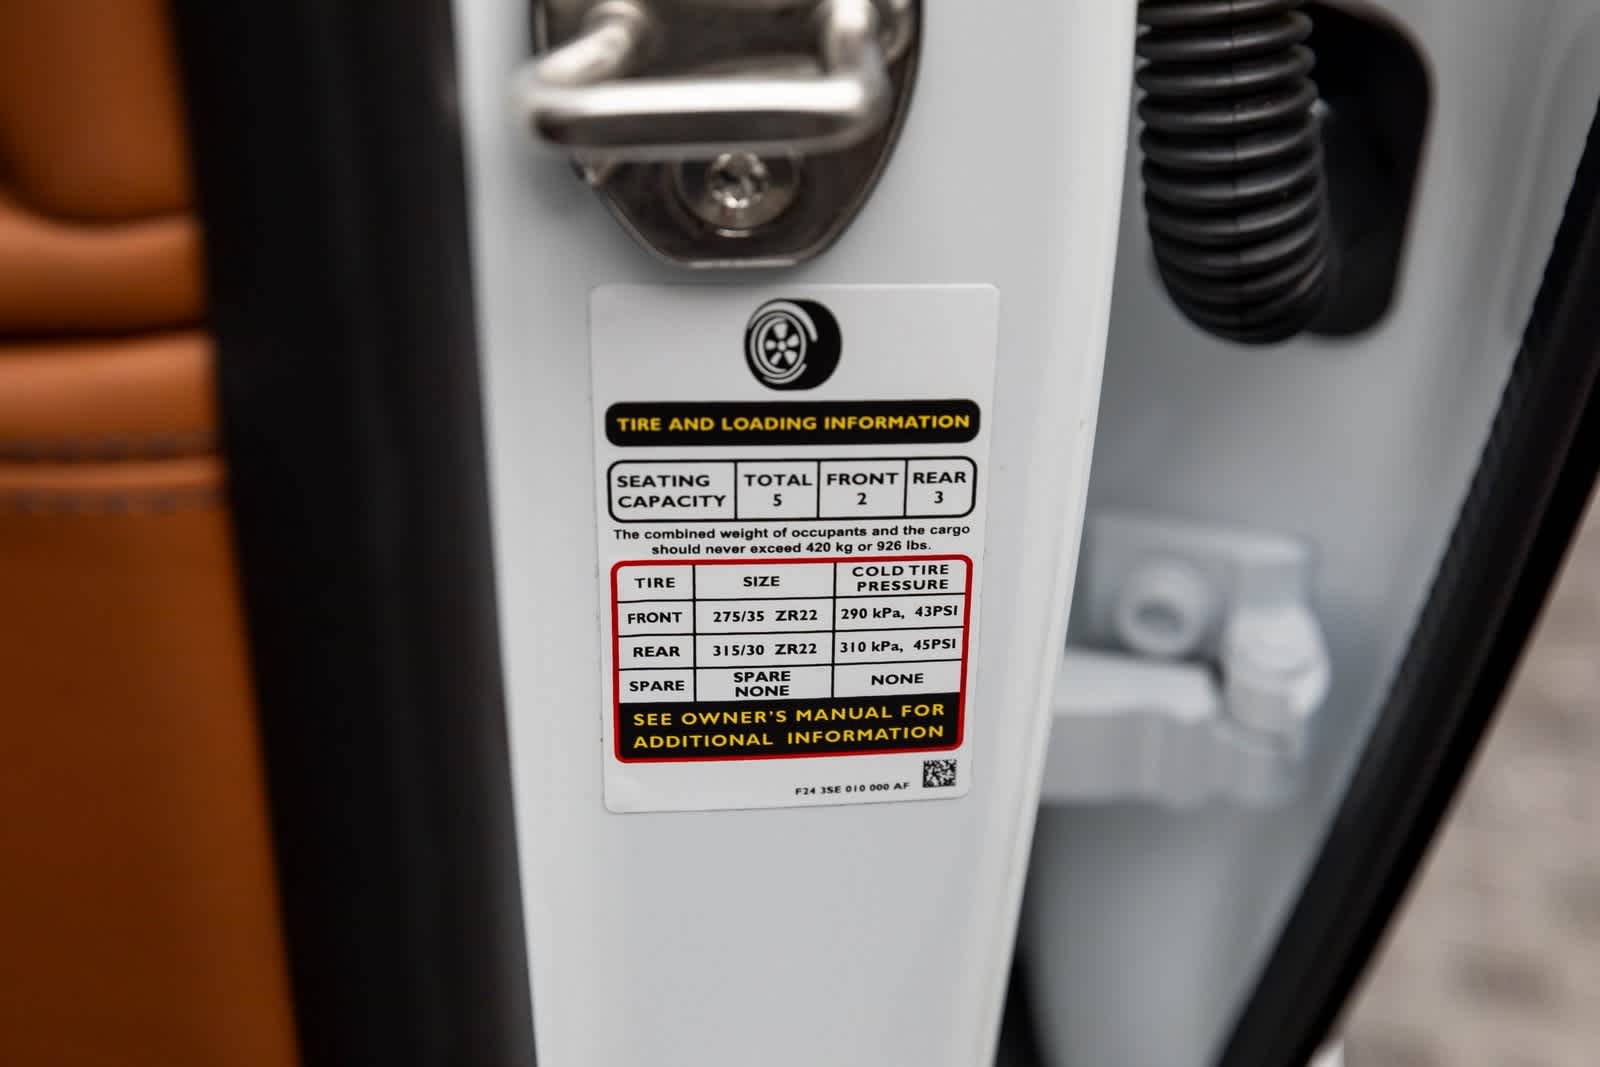 TIRE AND LOADING INFORMATION
SEATING CAPACITY TOTAL 5 FRONT 2 REAR 3
The combined weight of occupants and the cargo
should never exceed 420 kg or 926 lbs.
TIRE SIZE COLD TIRE PRESSURE
FRONT 275/35 ZR22 290 kPa, 43PSI
REAR 315/30 ZR22 310 kPa, 45PSI
SPARE SPARE NONE NONE
SEE OWNER'S MANUAL FOR
ADDITIONAL INFORMATION
F24 3SE 010 000 AF